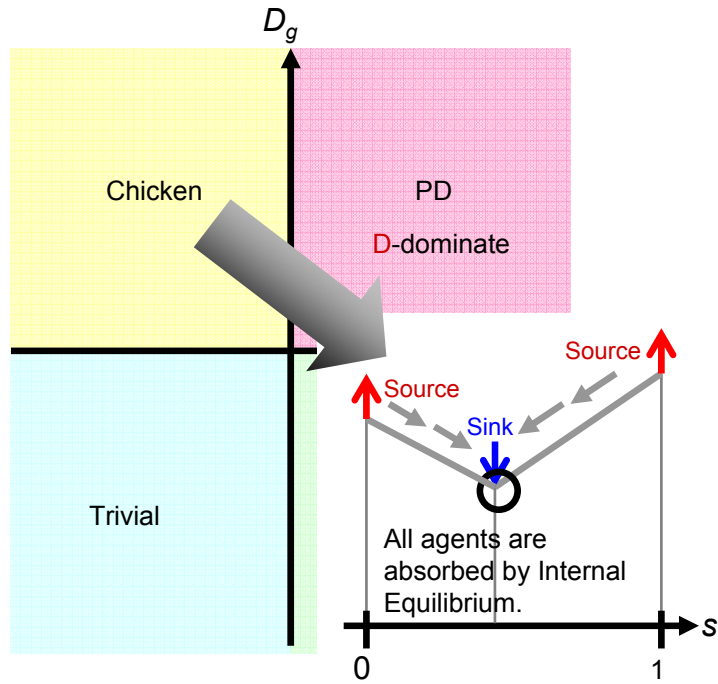 D_g
Chicken
PD
D-dominate
Source
Source
Sink
Trivial
All agents are
absorbed by Internal
Equilibrium.
s
0
1